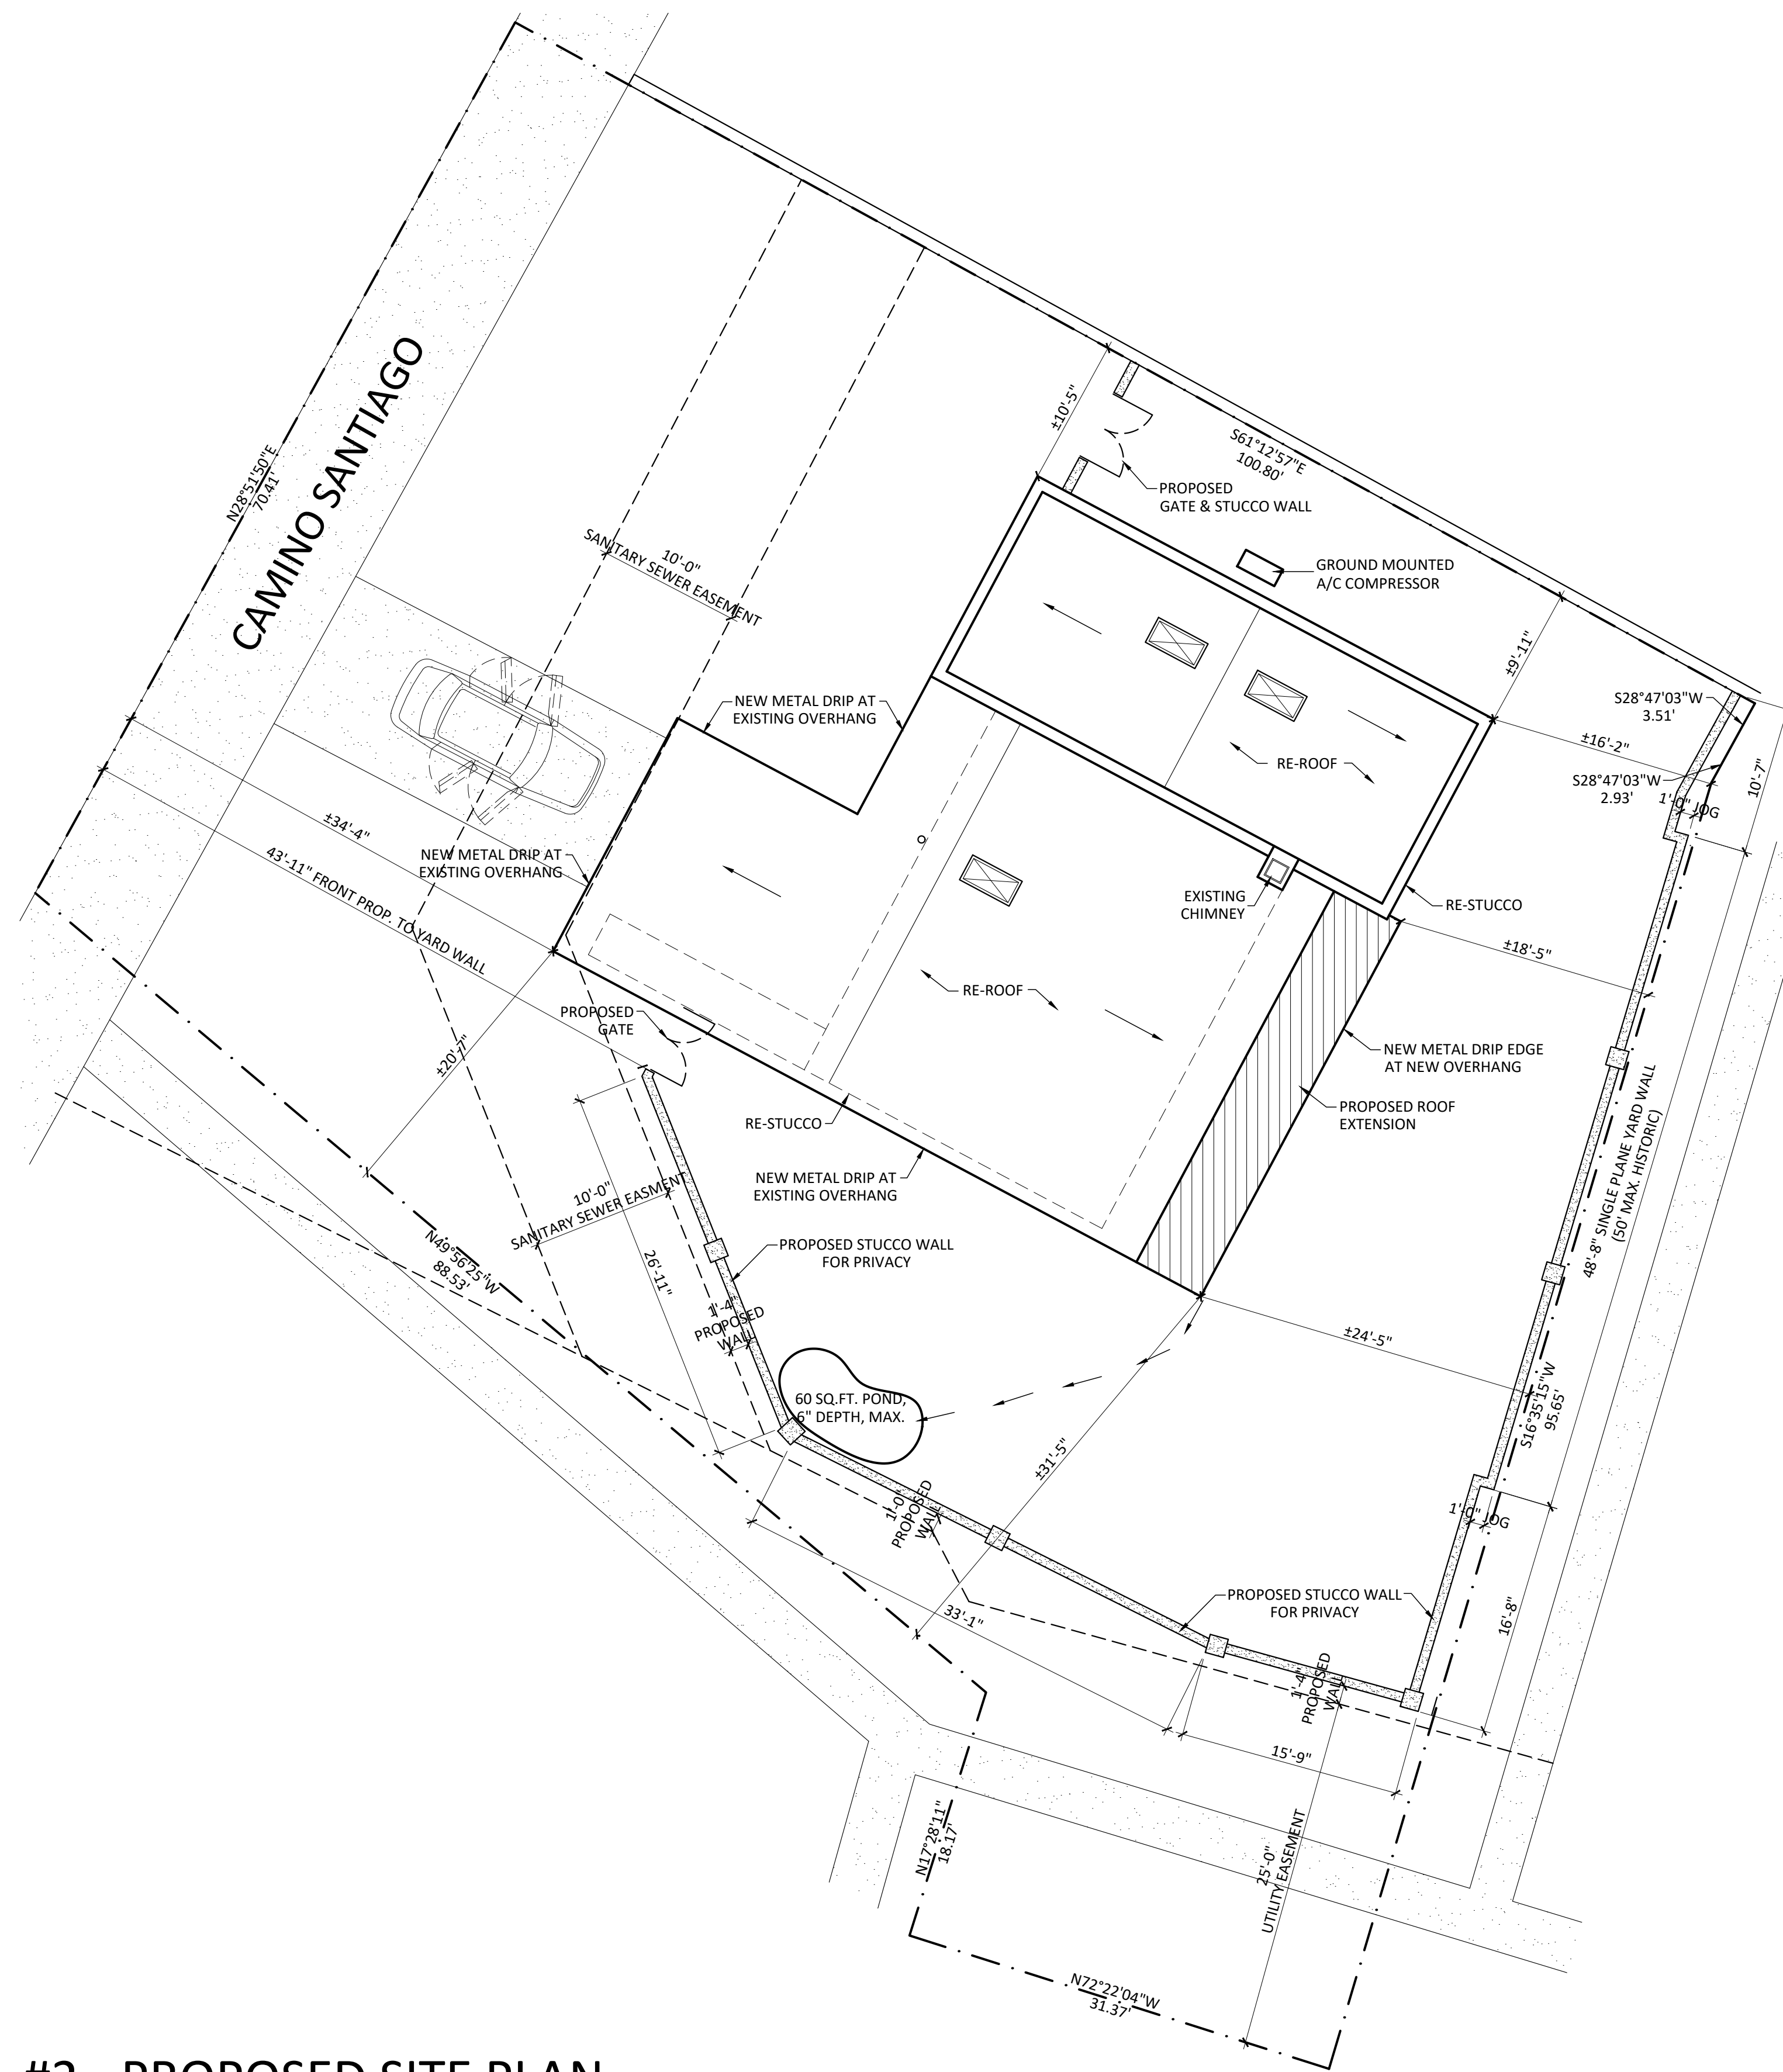 CAMINO SANTIAGO
N28°51'50"E
70.41'
±10'-5"
S61°12'57"E
100.80'
PROPOSED
GATE & STUCCO WALL
10'-0"
SANITARY SEWER EASEMENT
GROUND MOUNTED
A/C COMPRESSOR
±9'-11"
S28°47'03"W
3.51'
NEW METAL DRIP AT
EXISTING OVERHANG
±16'-2"
RE-ROOF
S28°47'03"W
2.93'
1'-0" JOG
10'-7"
±34'-4"
43'-11" FRONT PROP. TO YARD WALL
NEW METAL DRIP AT
EXISTING OVERHANG
EXISTING
CHIMNEY
RE-STUCCO
±18'-5"
RE-ROOF
PROPOSED
GATE
±20'-7"
NEW METAL DRIP EDGE
AT NEW OVERHANG
PROPOSED ROOF
EXTENSION
RE-STUCCO
48'-8" SINGLE PLANE YARD WALL
(50' MAX. HISTORIC)
NEW METAL DRIP AT
EXISTING OVERHANG
10'-0"
SANITARY SEWER EASMENT
N49°56'25"W
88.53'
26'-11"
PROPOSED STUCCO WALL
FOR PRIVACY
1'-4"
PROPOSED
WALL
±24'-5"
60 SQ.FT. POND,
6" DEPTH, MAX.
S16°35'15"W
95.65'
±31'-5"
1'-0"
PROPOSED
WALL
1'-0" JOG
33'-1"
PROPOSED STUCCO WALL
FOR PRIVACY
16'-8"
1'-4"
PROPOSED
WALL
15'-9"
N17°28'11"
18.17'
25'-0"
UTILITY EASEMENT
N72°22'04"W
31.37'
#2 - PROPOSED SITE PLAN